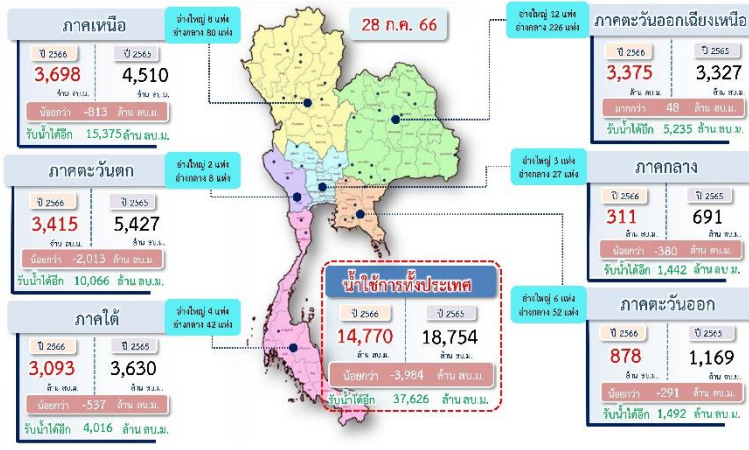 28 ก.ค. 66
ภาคเหนือ
อ่างใหญ่ 8 แห่ง
อ่างกลาง 80 แห่ง
ปี 2566 ปี 2565
3,698 4,510
ล้าน ลบ.ม. ล้าน ลบ.ม.
น้อยกว่า -813 ล้าน ลบ.ม.
รับน้ำได้อีก 15,375 ล้าน ลบ.ม.
อ่างใหญ่ 12 แห่ง
อ่างกลาง 226 แห่ง
ภาคตะวันออกเฉียงเหนือ
ปี 2566 ปี 2565
3,375 3,327
ล้าน ลบ.ม. ล้าน ลบ.ม.
มากกว่า 48 ล้าน ลบ.ม.
รับน้ำได้อีก 5,235 ล้าน ลบ.ม.
ภาคตะวันตก
อ่างใหญ่ 2 แห่ง
อ่างกลาง 8 แห่ง
ปี 2566 ปี 2565
3,415 5,427
ล้าน ลบ.ม. ล้าน ลบ.ม.
น้อยกว่า -2,013 ล้าน ลบ.ม.
รับน้ำได้อีก 10,066 ล้าน ลบ.ม.
อ่างใหญ่ 3 แห่ง
อ่างกลาง 27 แห่ง
ภาคกลาง
ปี 2566 ปี 2565
311 691
ล้าน ลบ.ม. ล้าน ลบ.ม.
น้อยกว่า -380 ล้าน ลบ.ม.
รับน้ำได้อีก 1,442 ล้าน ลบ.ม.
ภาคใต้
อ่างใหญ่ 4 แห่ง
อ่างกลาง 42 แห่ง
ปี 2566 ปี 2565
3,093 3,630
ล้าน ลบ.ม. ล้าน ลบ.ม.
น้อยกว่า -537 ล้าน ลบ.ม.
รับน้ำได้อีก 4,016 ล้าน ลบ.ม.
น้ำใช้การทั้งประเทศ
ปี 2566 ปี 2565
14,770 18,754
ล้าน ลบ.ม. ล้าน ลบ.ม.
น้อยกว่า -3,984 ล้าน ลบ.ม.
รับน้ำได้อีก 37,626 ล้าน ลบ.ม.
อ่างใหญ่ 6 แห่ง
อ่างกลาง 52 แห่ง
ภาคตะวันออก
ปี 2566 ปี 2565
878 1,169
ล้าน ลบ.ม. ล้าน ลบ.ม.
น้อยกว่า -291 ล้าน ลบ.ม.
รับน้ำได้อีก 1,492 ล้าน ลบ.ม.